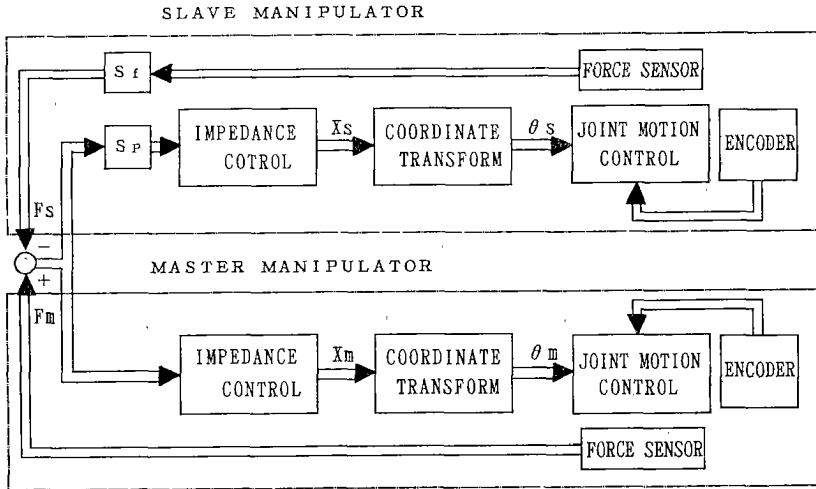 SLAVE MANIPULATOR
Sf
FORCE SENSOR
Sp
IMPEDANCE
COTROL
Xs
COORDINATE
TRANSFORM
θs
JOINT MOTION
CONTROL
ENCODER
Fs
−
+
Fm
MASTER MANIPULATOR
IMPEDANCE
CONTROL
Xm
COORDINATE
TRANSFORM
θm
JOINT MOTION
CONTROL
ENCODER
FORCE SENSOR